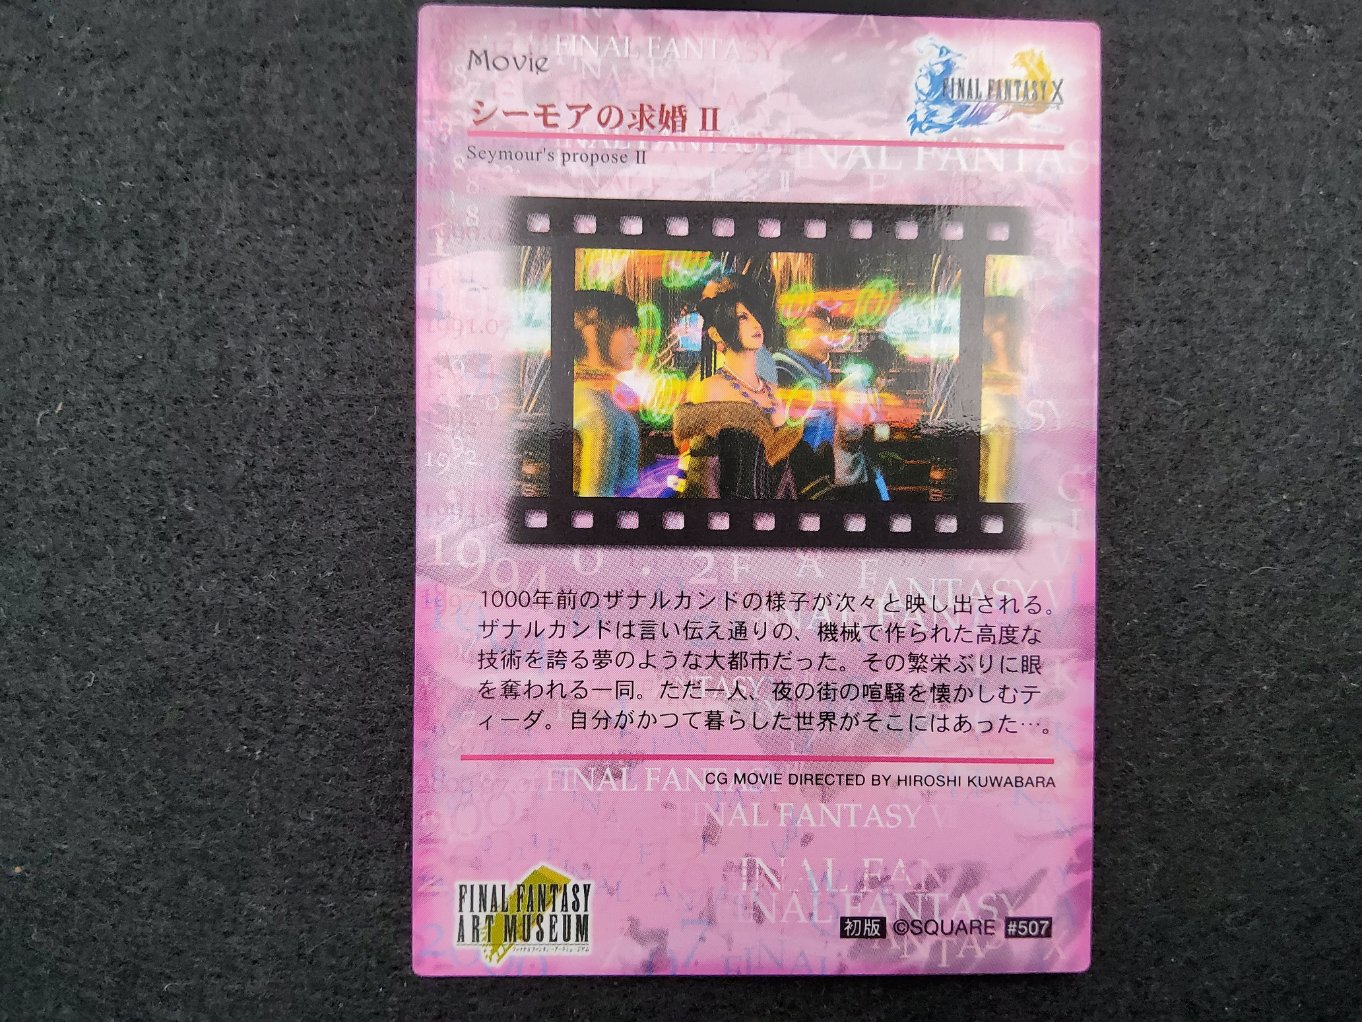 Movie
FINAL FANTASY X
シーモアの求婚 II
Seymour's propose II
1000年前のザナルカンドの様子が次々と映し出される。
ザナルカンドは言い伝え通りの、機械で作られた高度な
技術を誇る夢のような大都市だった。その繁栄ぶりに眼
を奪われる一同。ただ一人、夜の街の喧騒を懐かしむテ
ィーダ。自分がかつて暮らした世界がそこにはあった…。
CG MOVIE DIRECTED BY HIROSHI KUWABARA
FINAL FANTASY
ART MUSEUM
初版 ©SQUARE #507